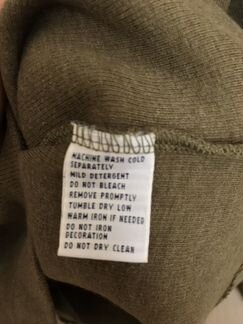 MACHINE WASH COLD
SEPARATELY
MILD DETERGENT
DO NOT BLEACH
REMOVE PROMPTLY
TUMBLE DRY LOW
WARM IRON IF NEEDED
DO NOT IRON
DECORATION
DO NOT DRY CLEAN